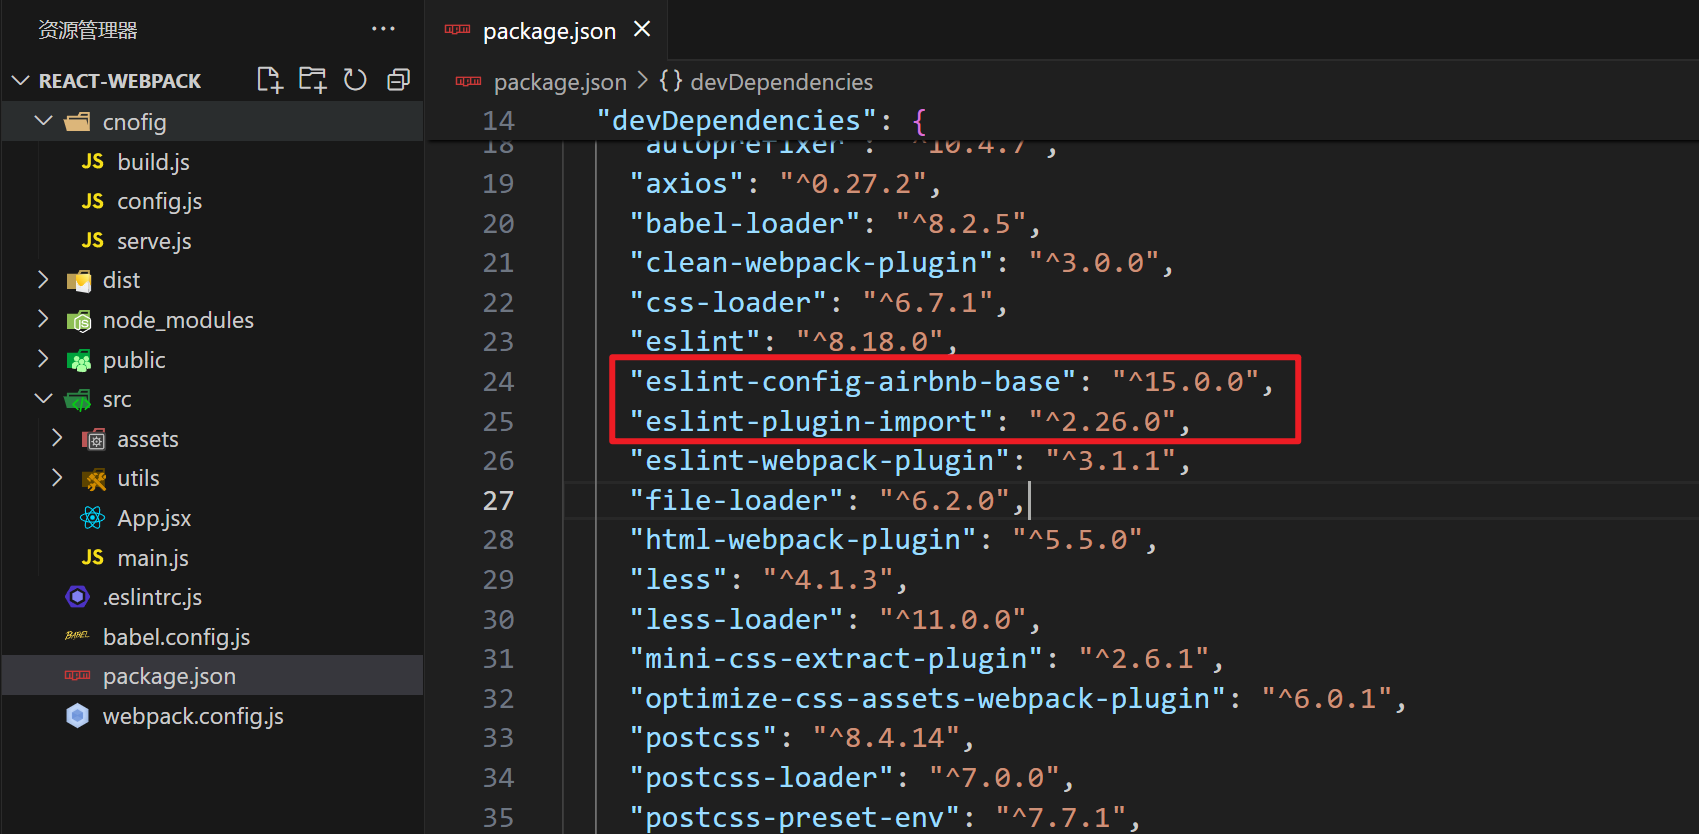 资源管理器
REACT-WEBPACK
cnofig
JS build.js
JS config.js
JS serve.js
dist
node_modules
public
src
assets
utils
App.jsx
JS main.js
.eslintrc.js
BABEL babel.config.js
package.json
webpack.config.js
package.json
package.json > {} devDependencies
14 "devDependencies": {
18 "autoprefixer": "^10.4.7",
19 "axios": "^0.27.2",
20 "babel-loader": "^8.2.5",
21 "clean-webpack-plugin": "^3.0.0",
22 "css-loader": "^6.7.1",
23 "eslint": "^8.18.0",
24 "eslint-config-airbnb-base": "^15.0.0",
25 "eslint-plugin-import": "^2.26.0",
26 "eslint-webpack-plugin": "^3.1.1",
27 "file-loader": "^6.2.0",
28 "html-webpack-plugin": "^5.5.0",
29 "less": "^4.1.3",
30 "less-loader": "^11.0.0",
31 "mini-css-extract-plugin": "^2.6.1",
32 "optimize-css-assets-webpack-plugin": "^6.0.1",
33 "postcss": "^8.4.14",
34 "postcss-loader": "^7.0.0",
35 "postcss-preset-env": "^7.7.1",